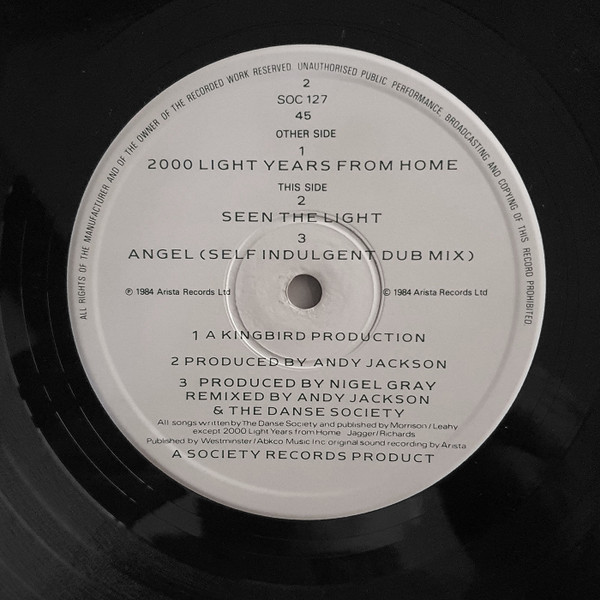 ALL RIGHTS OF THE MANUFACTURER AND OF THE OWNER OF THE RECORDED WORK RESERVED. UNAUTHORISED PUBLIC PERFORMANCE, BROADCASTING AND COPYING OF THIS RECORD PROHIBITED.
2
SOC 127
45
OTHER SIDE
1
2000 LIGHT YEARS FROM HOME
THIS SIDE
2
SEEN THE LIGHT
3
ANGEL (SELF INDULGENT DUB MIX)
℗ 1984 Arista Records Ltd
© 1984 Arista Records Ltd
1 A KINGBIRD PRODUCTION
2 PRODUCED BY ANDY JACKSON
3 PRODUCED BY NIGEL GRAY
REMIXED BY ANDY JACKSON
& THE DANSE SOCIETY
All songs written by The Danse Society and published by Morrison/Leahy
except 2000 Light Years from Home Jagger/Richards
Published by Westminster/Abkco Music Inc original sound recording by Arista
A SOCIETY RECORDS PRODUCT